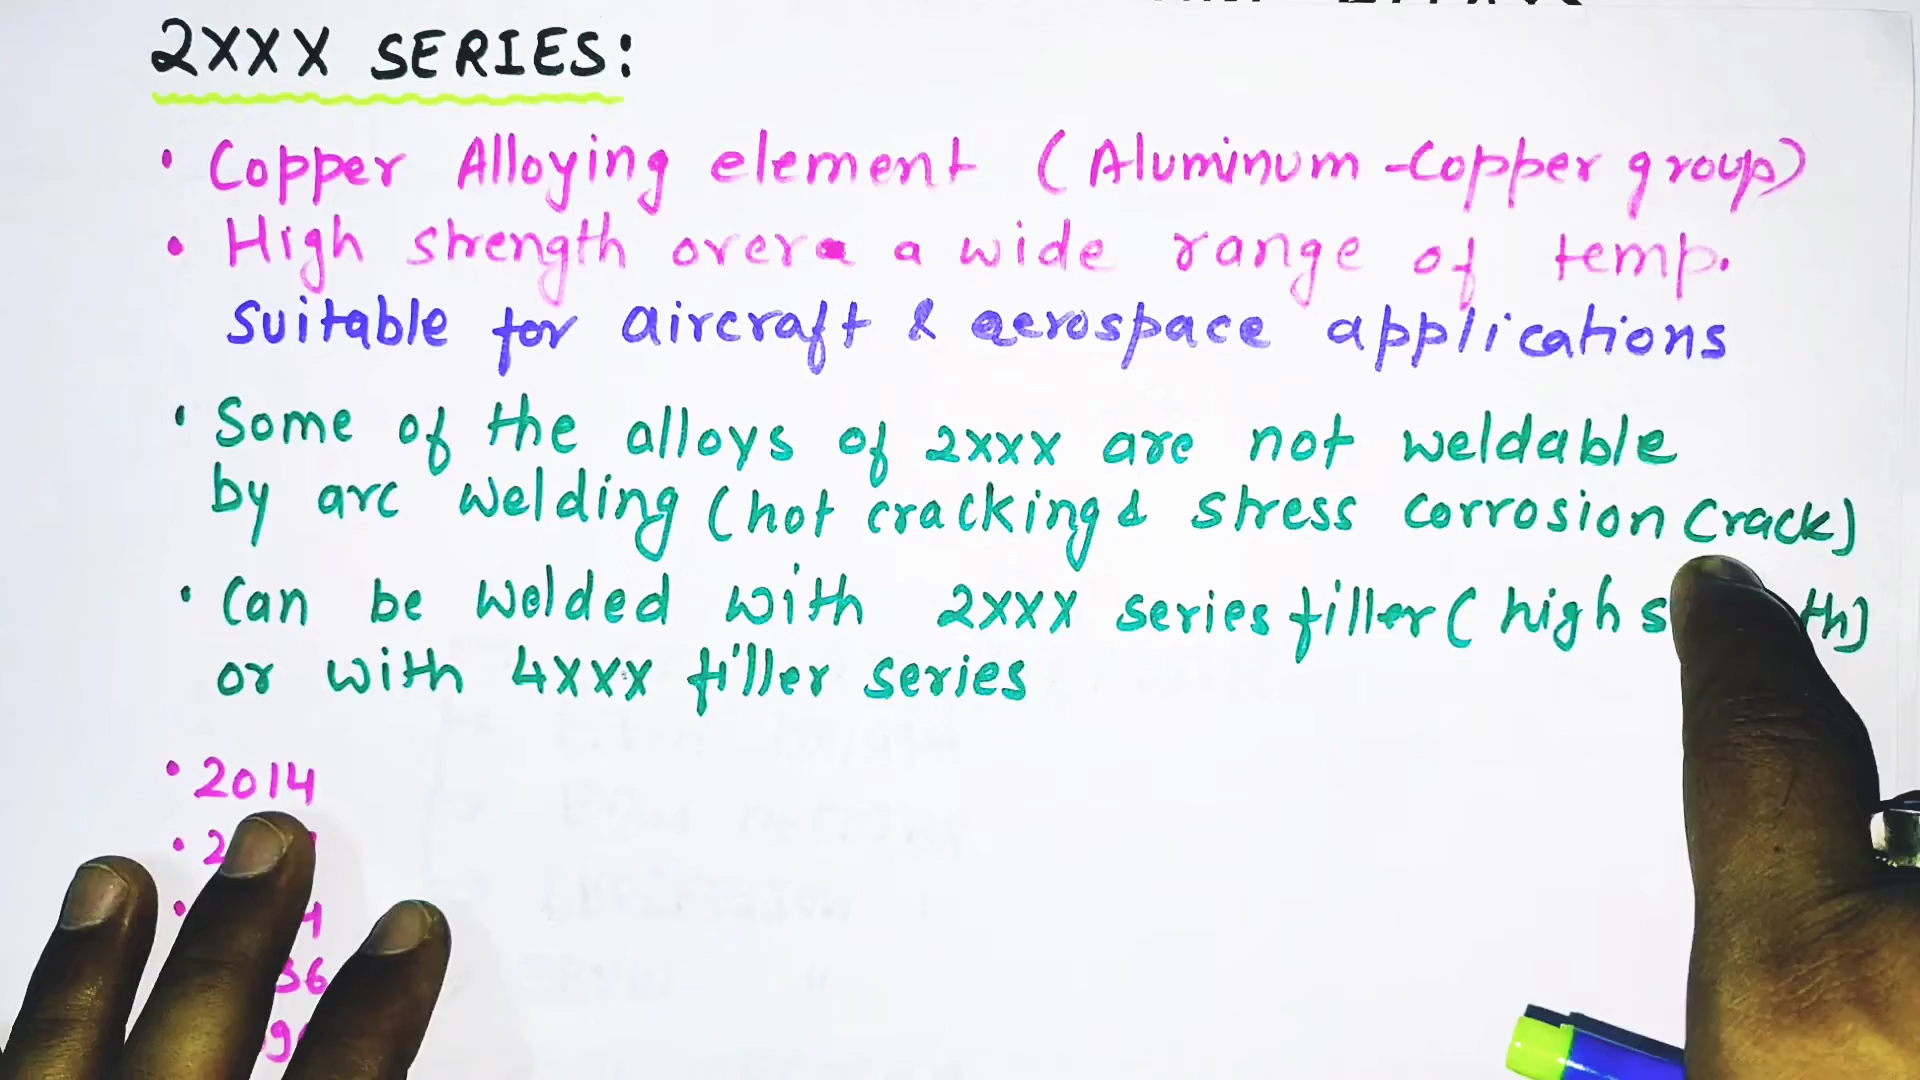 2XXX SERIES:
• Copper Alloying element (Aluminum-Copper group)
• High strength over a wide range of temp.
suitable for aircraft & aerospace applications
• Some of the alloys of 2xxx are not weldable
by arc welding (hot cracking & stress corrosion crack)
• Can be welded with 2XXX series filler (high
or with 4XXX filler series
• 2014